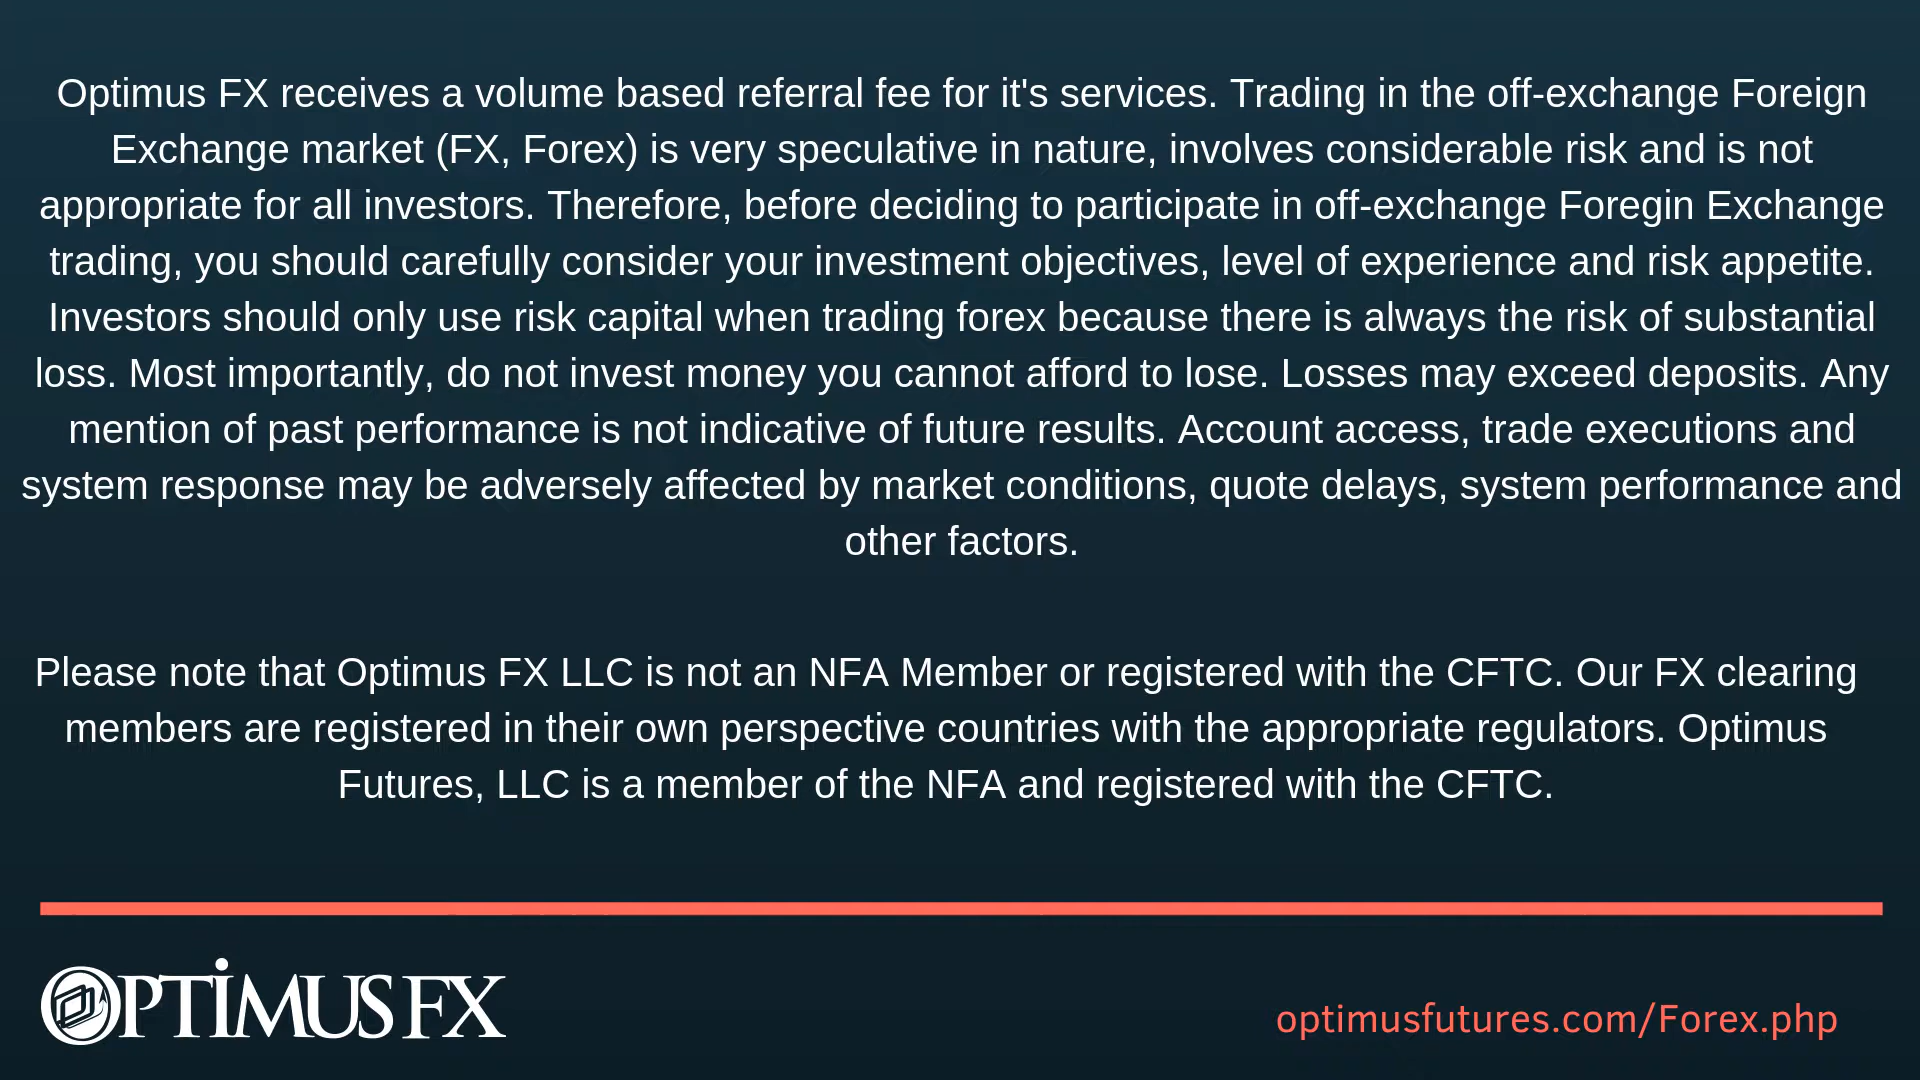 Optimus FX receives a volume based referral fee for it's services. Trading in the off-exchange Foreign
Exchange market (FX, Forex) is very speculative in nature, involves considerable risk and is not
appropriate for all investors. Therefore, before deciding to participate in off-exchange Foregin Exchange
trading, you should carefully consider your investment objectives, level of experience and risk appetite.
Investors should only use risk capital when trading forex because there is always the risk of substantial
loss. Most importantly, do not invest money you cannot afford to lose. Losses may exceed deposits. Any
mention of past performance is not indicative of future results. Account access, trade executions and
system response may be adversely affected by market conditions, quote delays, system performance and
other factors.
Please note that Optimus FX LLC is not an NFA Member or registered with the CFTC. Our FX clearing
members are registered in their own perspective countries with the appropriate regulators. Optimus
Futures, LLC is a member of the NFA and registered with the CFTC.
OPTIMUS FX
optimusfutures.com/Forex.php